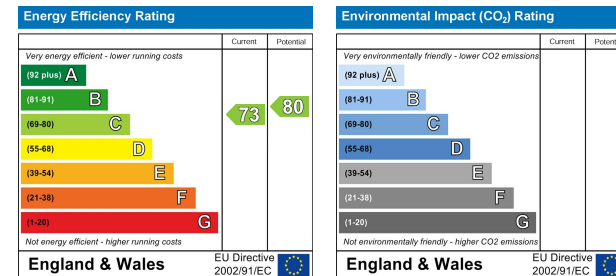 Energy Efficiency Rating
Current Potential
Very energy efficient - lower running costs
(92 plus) A
(81-91) B
(69-80) C
(55-68) D
(39-54) E
(21-38) F
(1-20) G
73 80
Not energy efficient - higher running costs
England & Wales
EU Directive
2002/91/EC
Environmental Impact (CO₂) Rating
Current Potent
Very environmentally friendly - lower CO2 emissions
(92 plus) A
(81-91) B
(69-80) C
(55-68) D
(39-54) E
(21-38) F
(1-20) G
Not environmentally friendly - higher CO2 emissions
England & Wales
EU Directive
2002/91/EC